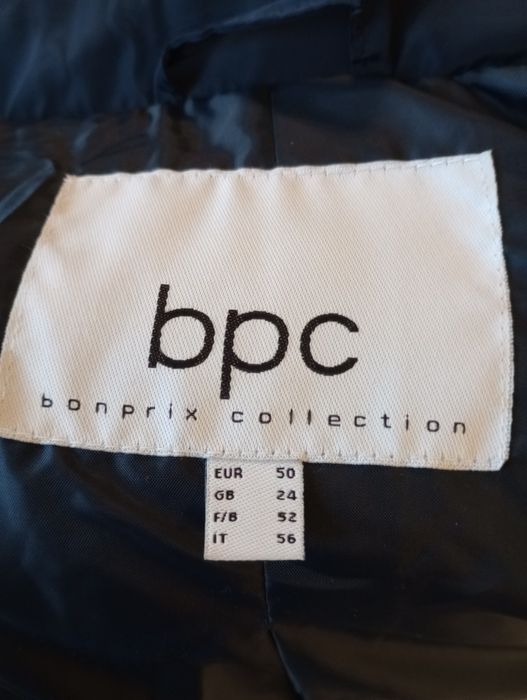 bpc
bonprix collection
EUR 50
GB 24
F/B 52
IT 56